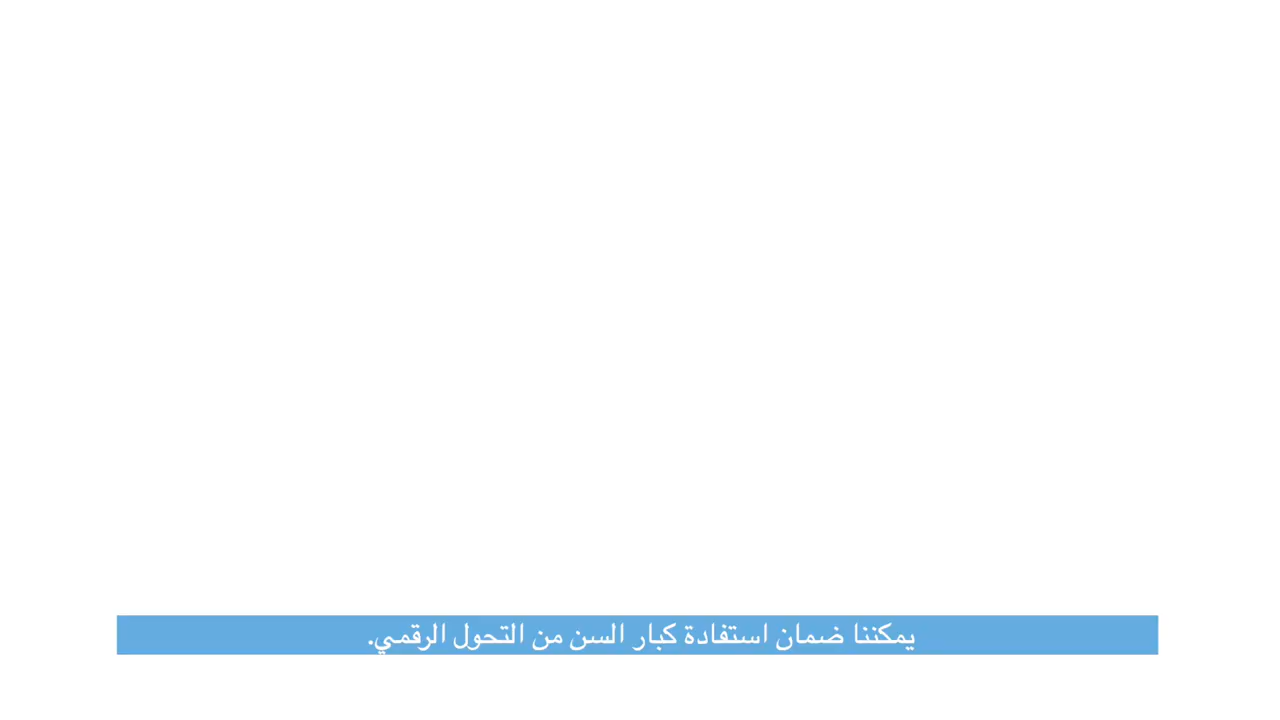 يمكننا ضمان استفادة كبار السن من التحول الرقمي.